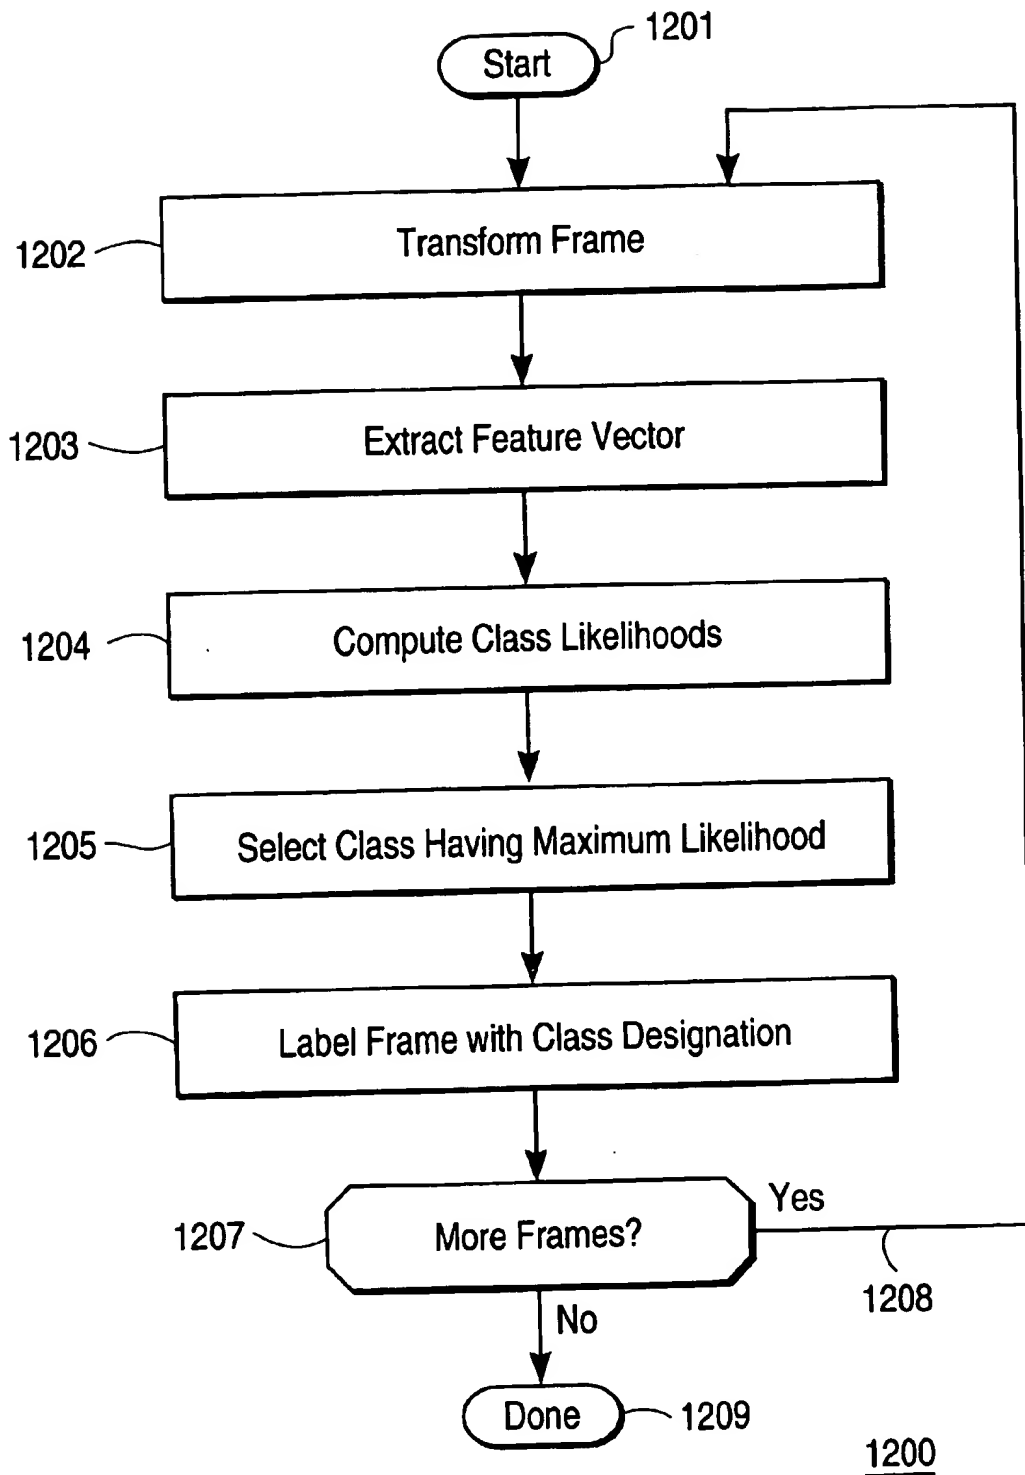 1201
Start
1202
Transform Frame
1203
Extract Feature Vector
1204
Compute Class Likelihoods
1205
Select Class Having Maximum Likelihood
1206
Label Frame with Class Designation
1207
More Frames?
Yes
1208
No
Done
1209
1200